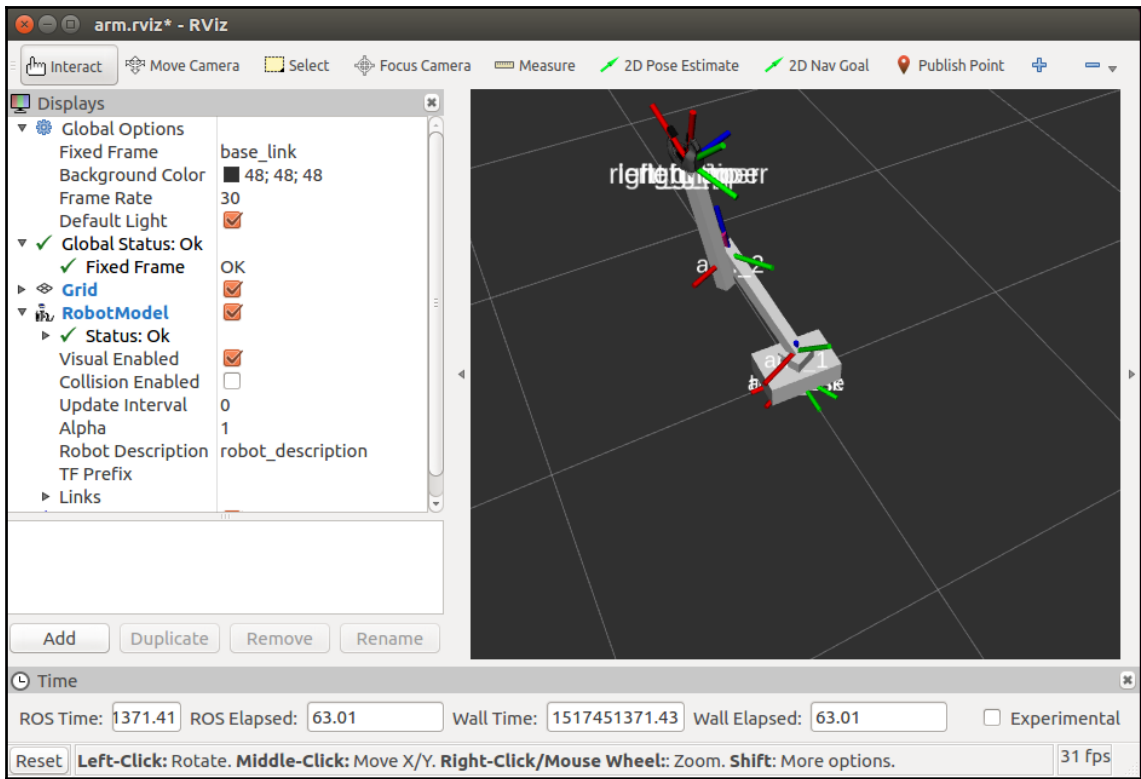 arm.rviz* - RViz
Interact Move Camera Select Focus Camera Measure 2D Pose Estimate 2D Nav Goal Publish Point
Displays
Global Options
Fixed Frame base_link
Background Color 48; 48; 48
Frame Rate 30
Default Light
Global Status: Ok
Fixed Frame OK
Grid
RobotModel
Status: Ok
Visual Enabled
Collision Enabled
Update Interval 0
Alpha 1
Robot Description robot_description
TF Prefix
Links
Add Duplicate Remove Rename
Time
ROS Time: 1371.41 ROS Elapsed: 63.01 Wall Time: 1517451371.43 Wall Elapsed: 63.01 Experimental
Reset Left-Click: Rotate. Middle-Click: Move X/Y. Right-Click/Mouse Wheel:: Zoom. Shift: More options. 31 fps